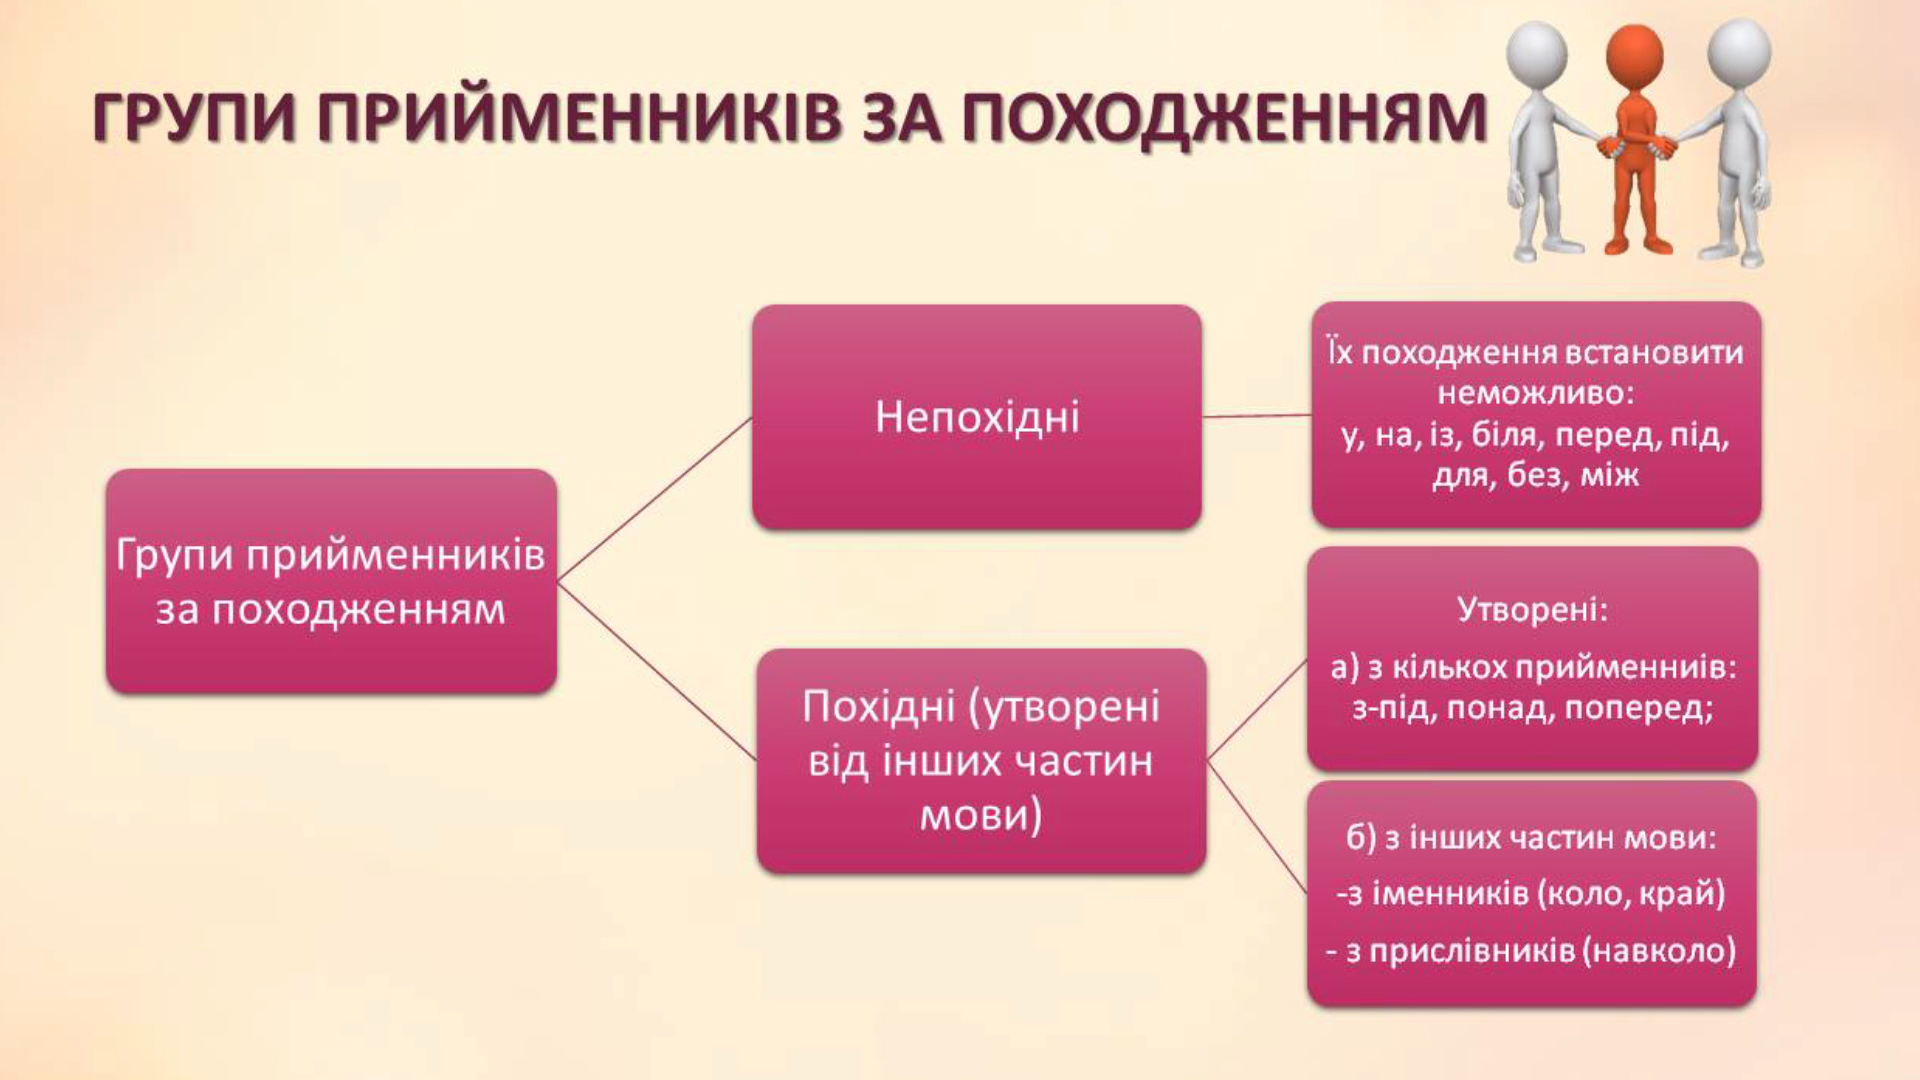 ГРУПИ ПРИЙМЕННИКІВ ЗА ПОХОДЖЕННЯМ
Групи прийменників
за походженням
Непохідні
Їх походження встановити
неможливо:
у, на, із, біля, перед, під,
для, без, між
Похідні (утворені
від інших частин
мови)
Утворені:
а) з кількох прийменниів:
з-під, понад, поперед;
б) з інших частин мови:
-з іменників (коло, край)
- з прислівників (навколо)